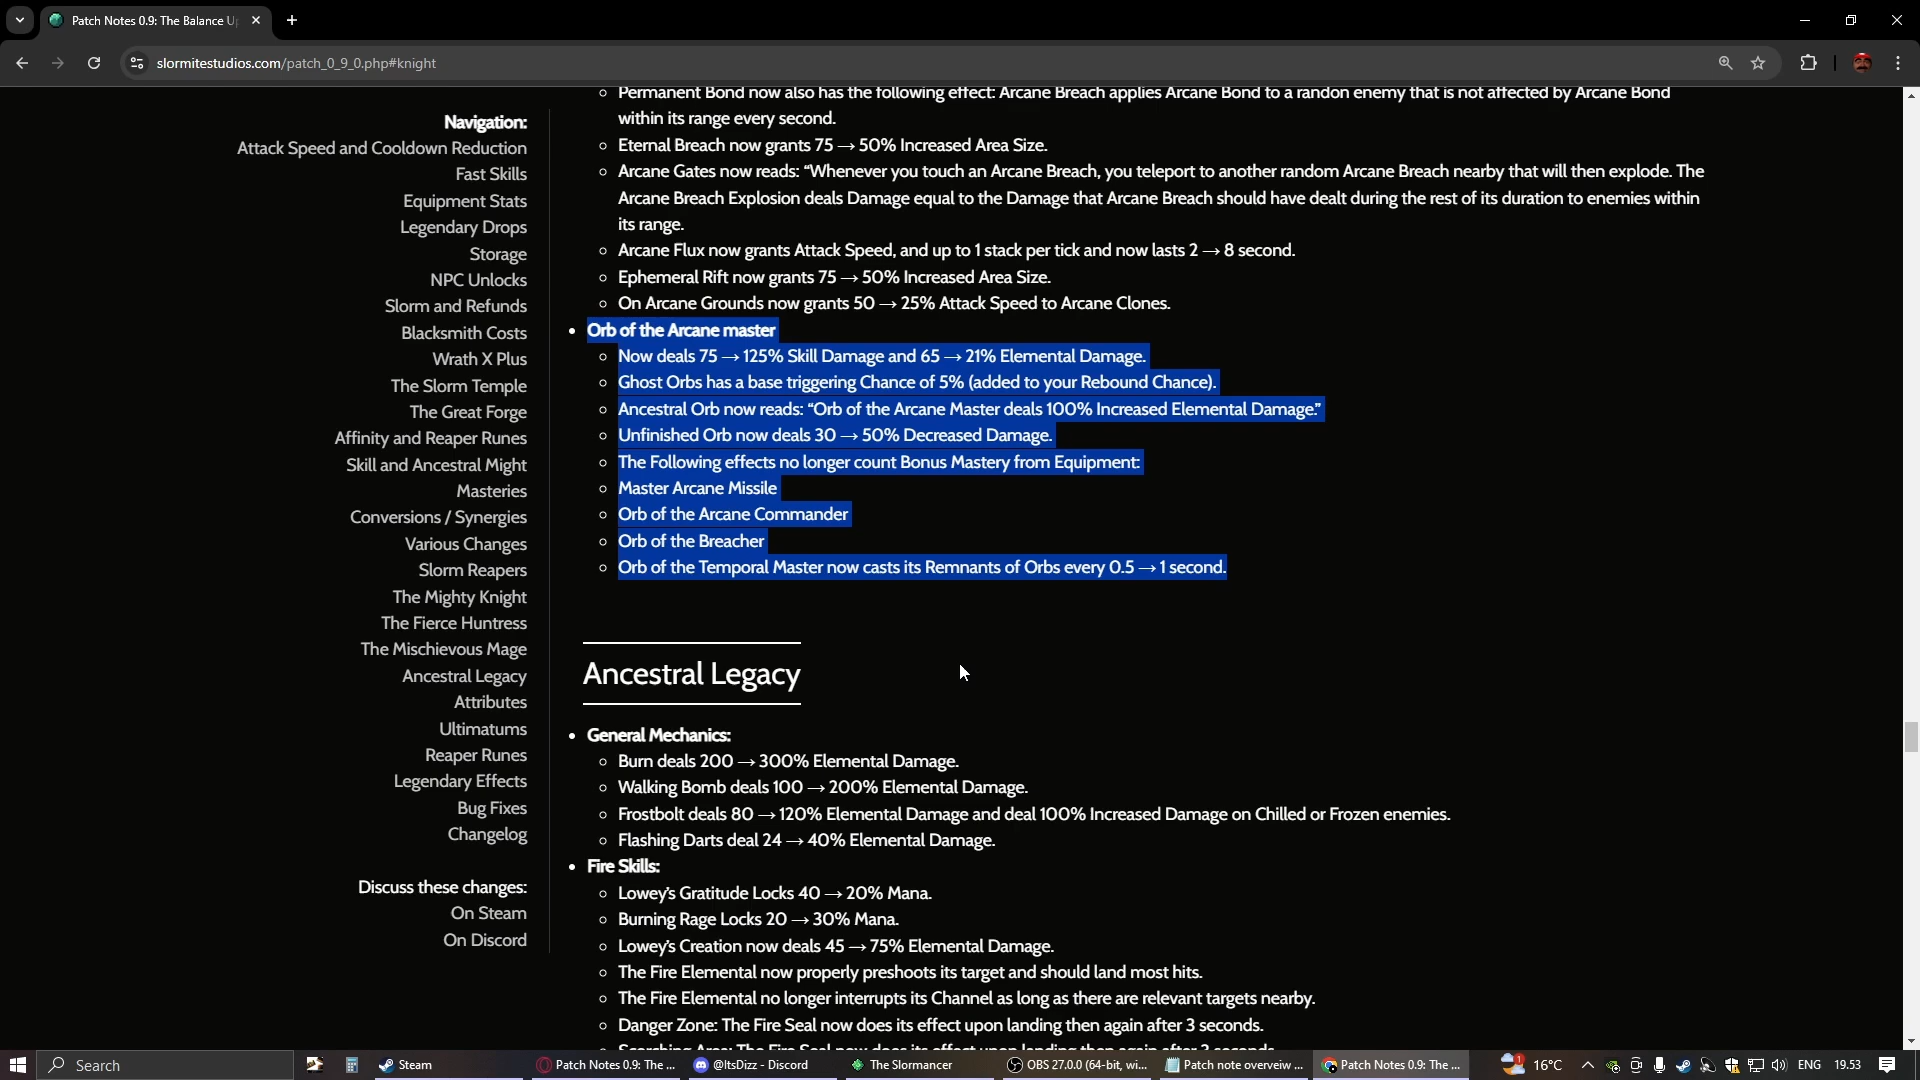 Patch Notes 0.9: The Balance U
slormitestudios.com/patch_0_9_0.php#knight
Navigation:
Attack Speed and Cooldown Reduction
Fast Skills
Equipment Stats
Legendary Drops
Storage
NPC Unlocks
Slorm and Refunds
Blacksmith Costs
Wrath X Plus
The Slorm Temple
The Great Forge
Affinity and Reaper Runes
Skill and Ancestral Might
Masteries
Conversions / Synergies
Various Changes
Slorm Reapers
The Mighty Knight
The Fierce Huntress
The Mischievous Mage
Ancestral Legacy
Attributes
Ultimatums
Reaper Runes
Legendary Effects
Bug Fixes
Changelog
Discuss these changes:
On Steam
On Discord
Permanent Bond now also has the following effect: Arcane Breach applies Arcane Bond to a randon enemy that is not affected by Arcane Bond
within its range every second.
Eternal Breach now grants 75 → 50% Increased Area Size.
Arcane Gates now reads: “Whenever you touch an Arcane Breach, you teleport to another random Arcane Breach nearby that will then explode. The
Arcane Breach Explosion deals Damage equal to the Damage that Arcane Breach should have dealt during the rest of its duration to enemies within
its range.
Arcane Flux now grants Attack Speed, and up to 1 stack per tick and now lasts 2 → 8 second.
Ephemeral Rift now grants 75 → 50% Increased Area Size.
On Arcane Grounds now grants 50 → 25% Attack Speed to Arcane Clones.
Orb of the Arcane master
Now deals 75 → 125% Skill Damage and 65 → 21% Elemental Damage.
Ghost Orbs has a base triggering Chance of 5% (added to your Rebound Chance).
Ancestral Orb now reads: “Orb of the Arcane Master deals 100% Increased Elemental Damage.”
Unfinished Orb now deals 30 → 50% Decreased Damage.
The Following effects no longer count Bonus Mastery from Equipment:
Master Arcane Missile
Orb of the Arcane Commander
Orb of the Breacher
Orb of the Temporal Master now casts its Remnants of Orbs every 0.5 → 1 second.
Ancestral Legacy
General Mechanics:
Burn deals 200 → 300% Elemental Damage.
Walking Bomb deals 100 → 200% Elemental Damage.
Frostbolt deals 80 → 120% Elemental Damage and deal 100% Increased Damage on Chilled or Frozen enemies.
Flashing Darts deal 24 → 40% Elemental Damage.
Fire Skills:
Lowey's Gratitude Locks 40 → 20% Mana.
Burning Rage Locks 20 → 30% Mana.
Lowey's Creation now deals 45 → 75% Elemental Damage.
The Fire Elemental now properly preshoots its target and should land most hits.
The Fire Elemental no longer interrupts its Channel as long as there are relevant targets nearby.
Danger Zone: The Fire Seal now does its effect upon landing then again after 3 seconds.
Searching Area: The Fire Seal now does its effect upon landing then again after 3 seconds.
Search
Steam
Patch Notes 0.9: The ...
@ItsDizz - Discord
The Slormancer
OBS 27.0.0 (64-bit, wi...
Patch note overveiw ...
Patch Notes 0.9: The ...
1
16°C
ENG
19.53